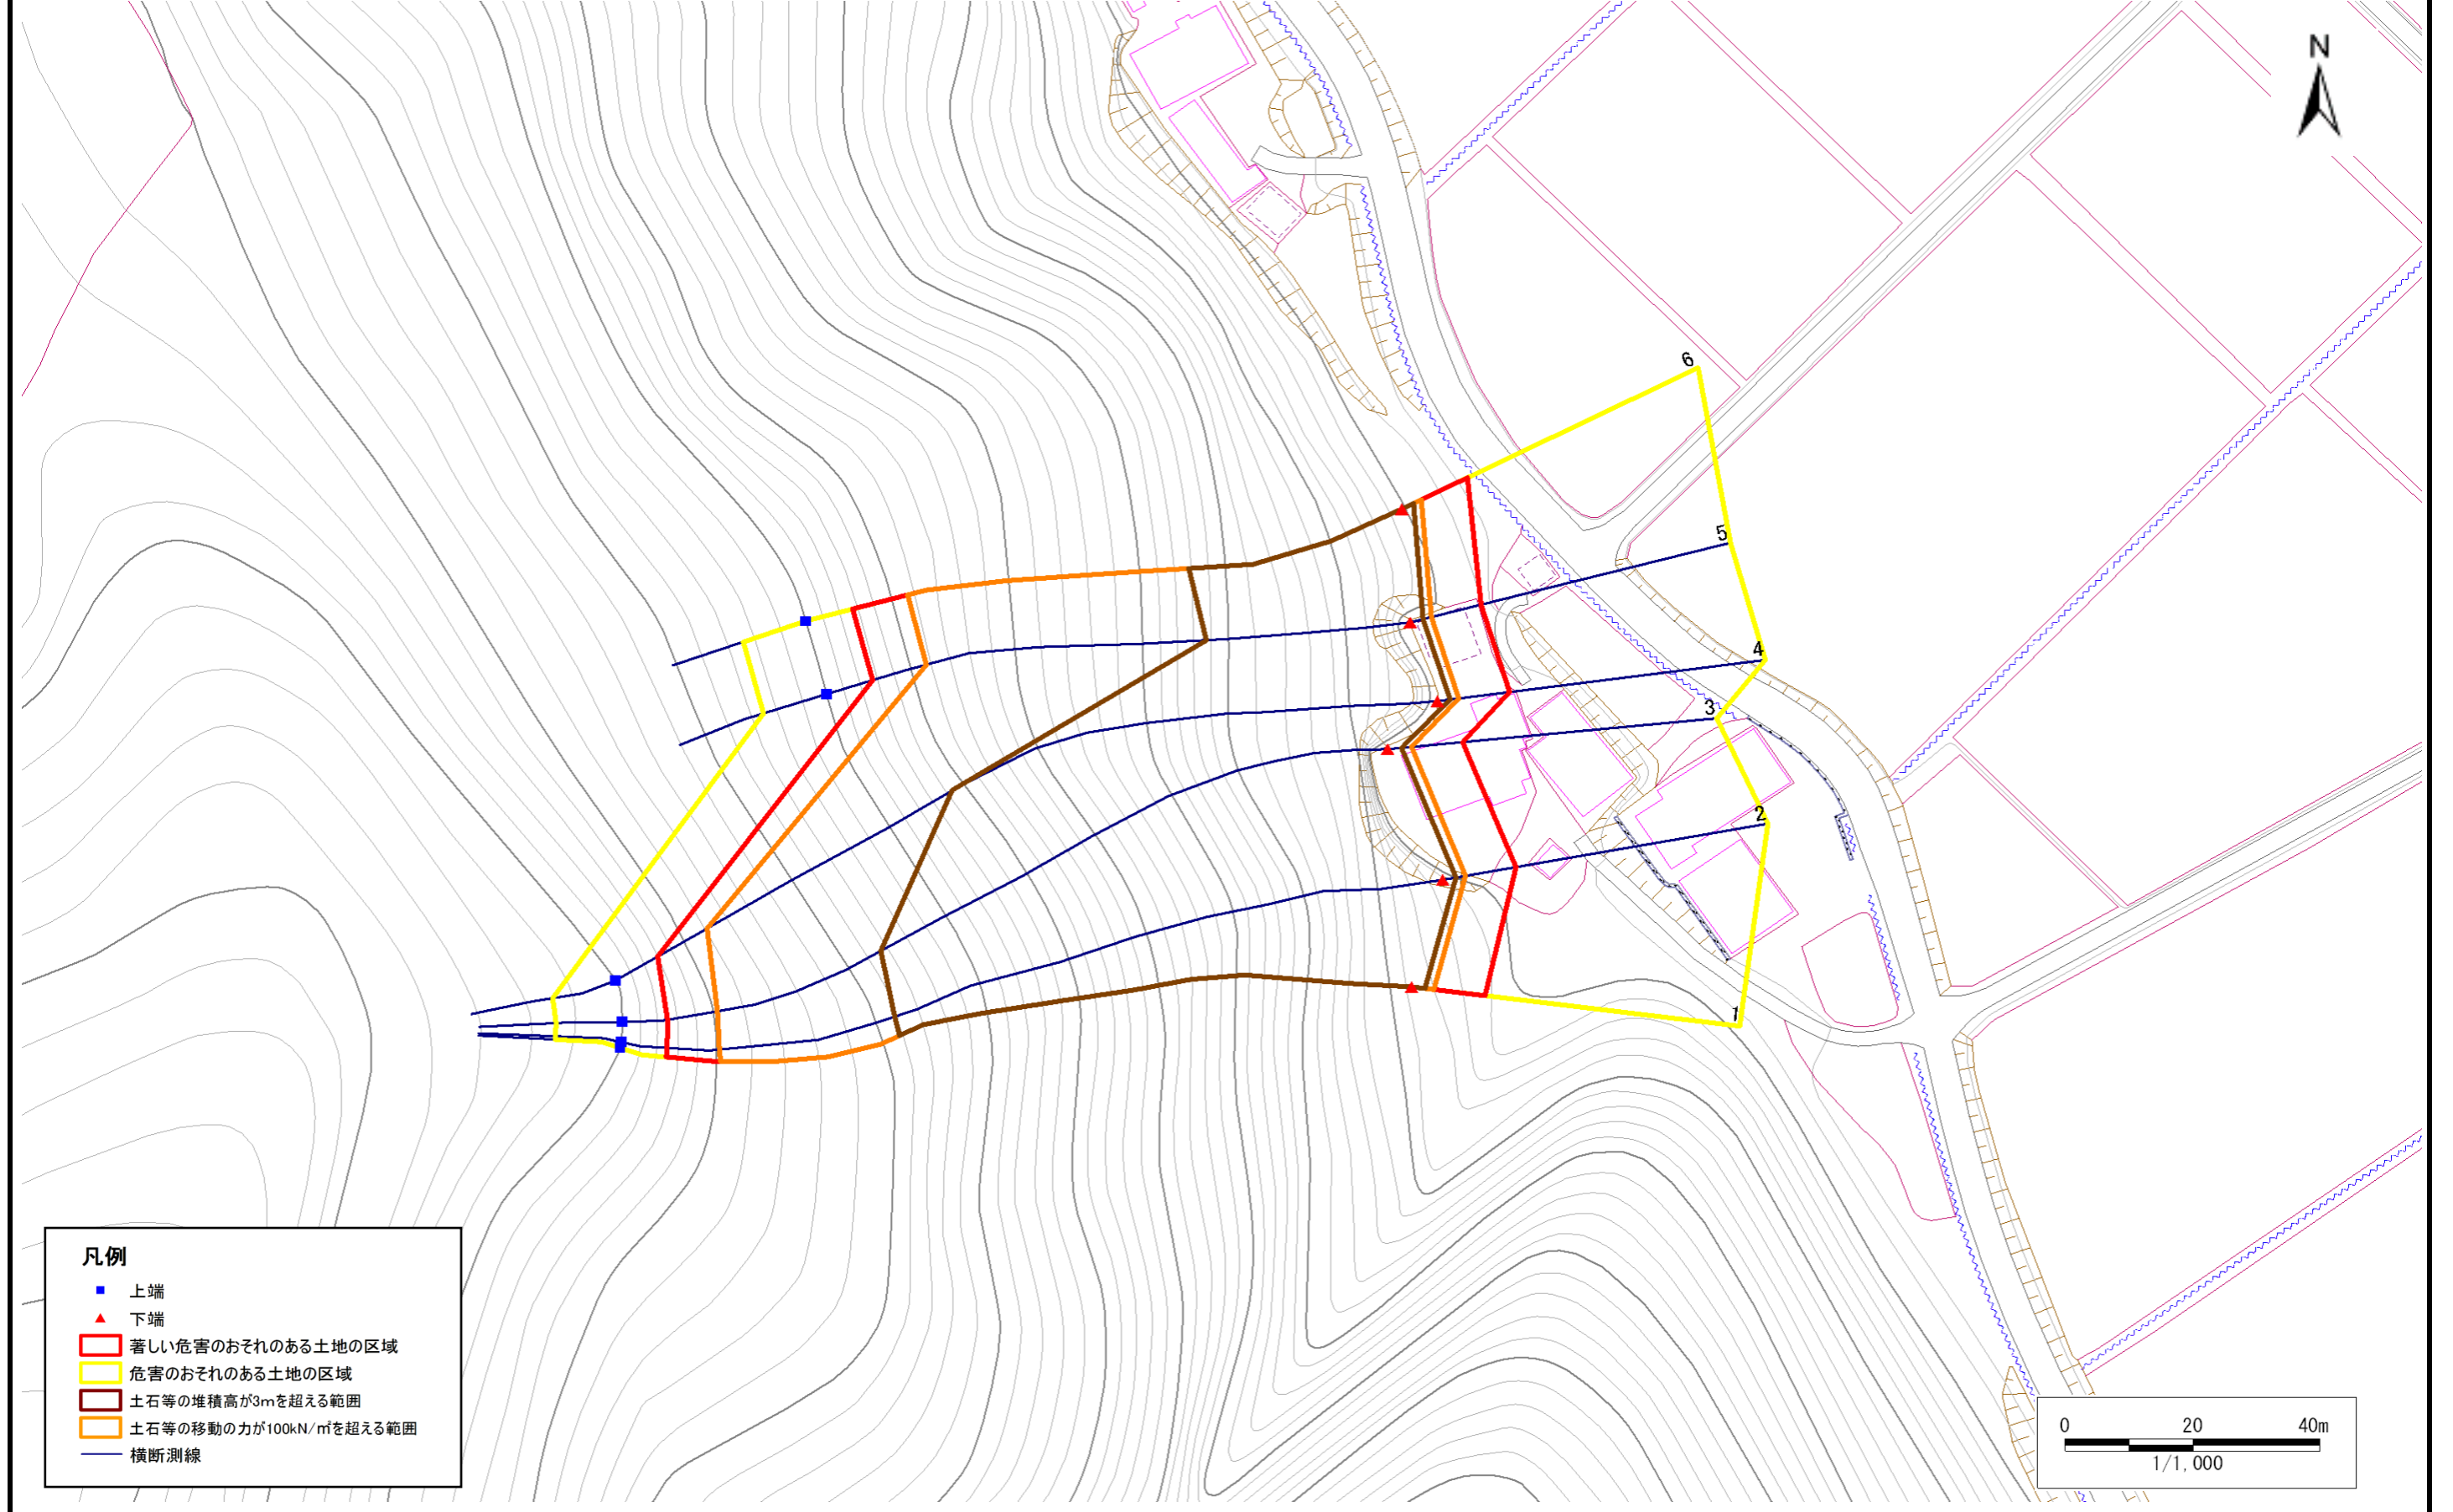 N
6
5
4
3
2
1
凡例
上端
下端
著しい危害のおそれのある土地の区域
危害のおそれのある土地の区域
土石等の堆積高が3mを超える範囲
土石等の移動の力が100kN/㎡を超える範囲
横断測線
0 20 40m
1/1,000